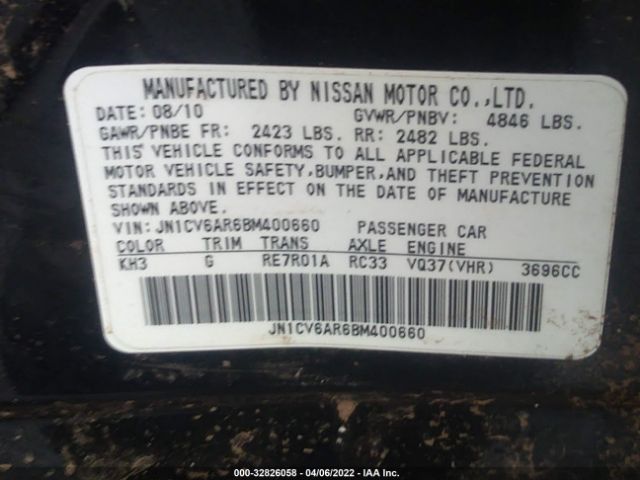 MANUFACTURED BY NISSAN MOTOR CO.,LTD.
DATE: 08/10 GVWR/PNBV: 4846 LBS.
GAWR/PNBE FR: 2423 LBS. RR: 2482 LBS.
THIS VEHICLE CONFORMS TO ALL APPLICABLE FEDERAL
MOTOR VEHICLE SAFETY,BUMPER,AND THEFT PREVENTION
STANDARDS IN EFFECT ON THE DATE OF MANUFACTURE
SHOWN ABOVE.
VIN: JN1CV6AR6BM400660 PASSENGER CAR
COLOR TRIM TRANS AXLE ENGINE
KH3 G RE7R01A RC33 VQ37(VHR) 3696CC
JN1CV6AR6BM400660
000-32826058 - 04/06/2022 - IAA Inc.